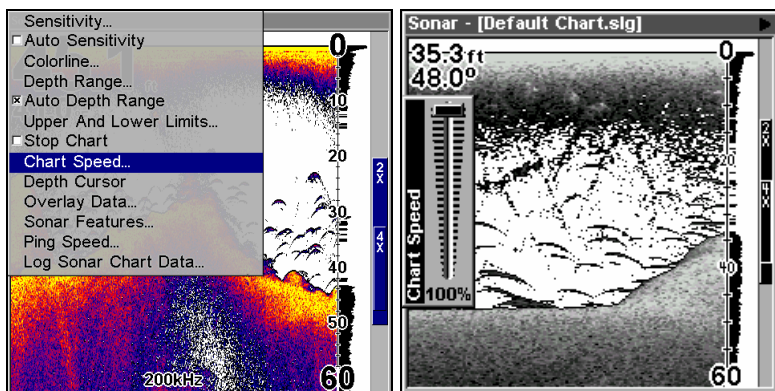 Sensitivity...
Auto Sensitivity
Colorline...
Depth Range...
Auto Depth Range
Upper And Lower Limits...
Stop Chart
Chart Speed...
Depth Cursor
Overlay Data...
Sonar Features...
Ping Speed...
Log Sonar Chart Data...
0
10
20
30
40
50
60
2X
4X
200kHz
Sonar - [Default Chart.slg]
35.3 ft
48.0°
Chart Speed
100%
0
20
40
60
2X
4X